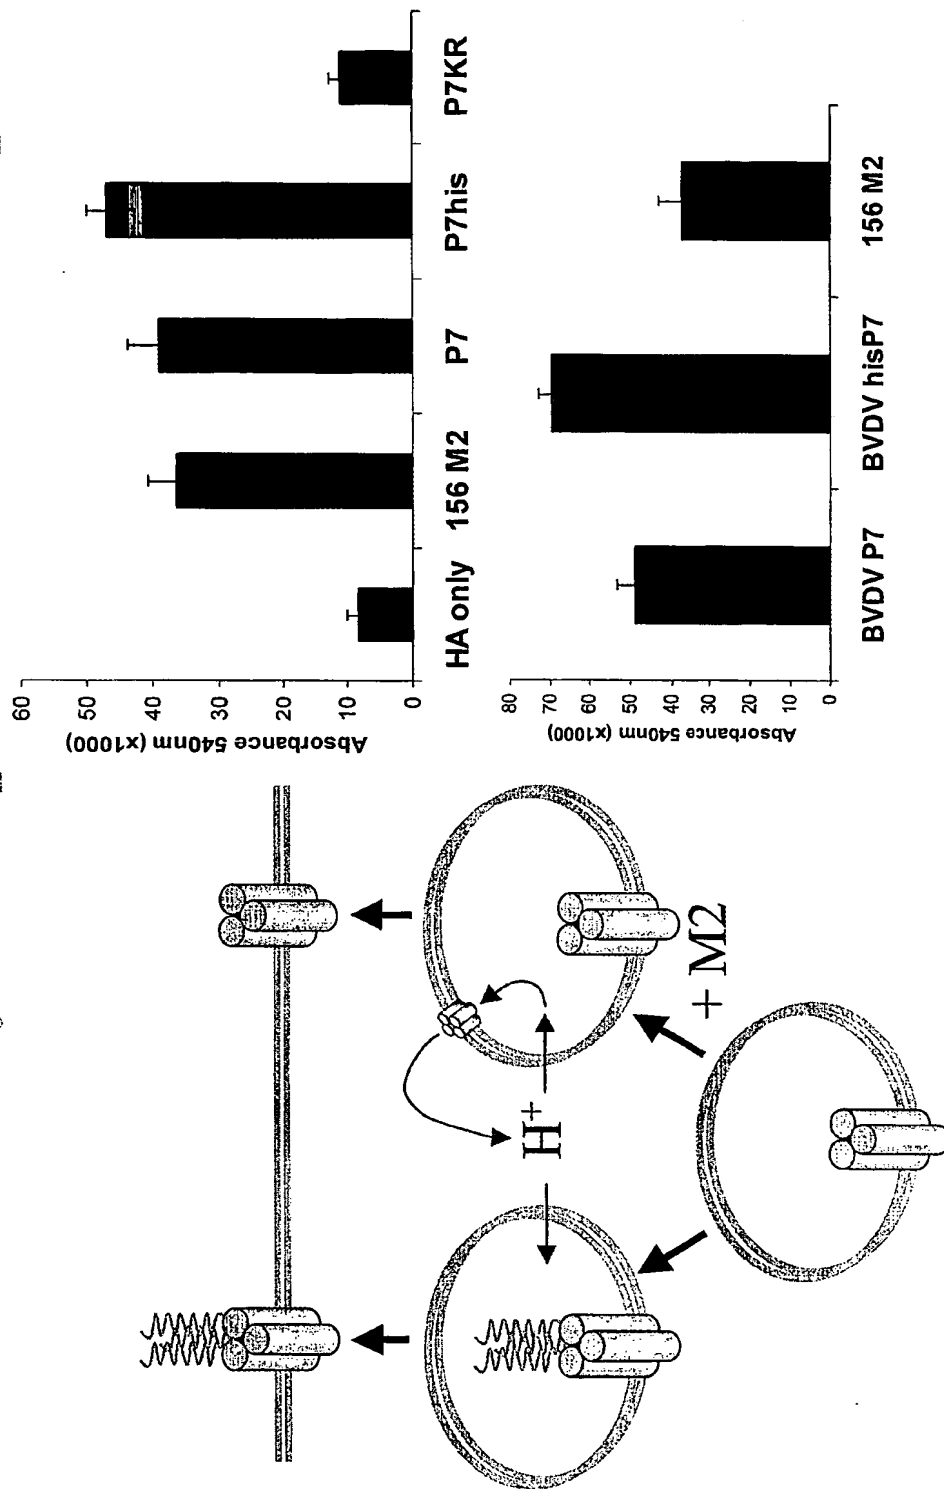 H+
+ M2
Absorbance 540nm (x1000)
60
50
40
30
20
10
0
HA only
156 M2
P7
P7his
P7KR
Absorbance 540nm (x1000)
80
70
60
50
40
30
20
10
0
BVDV P7
BVDV hisP7
156 M2